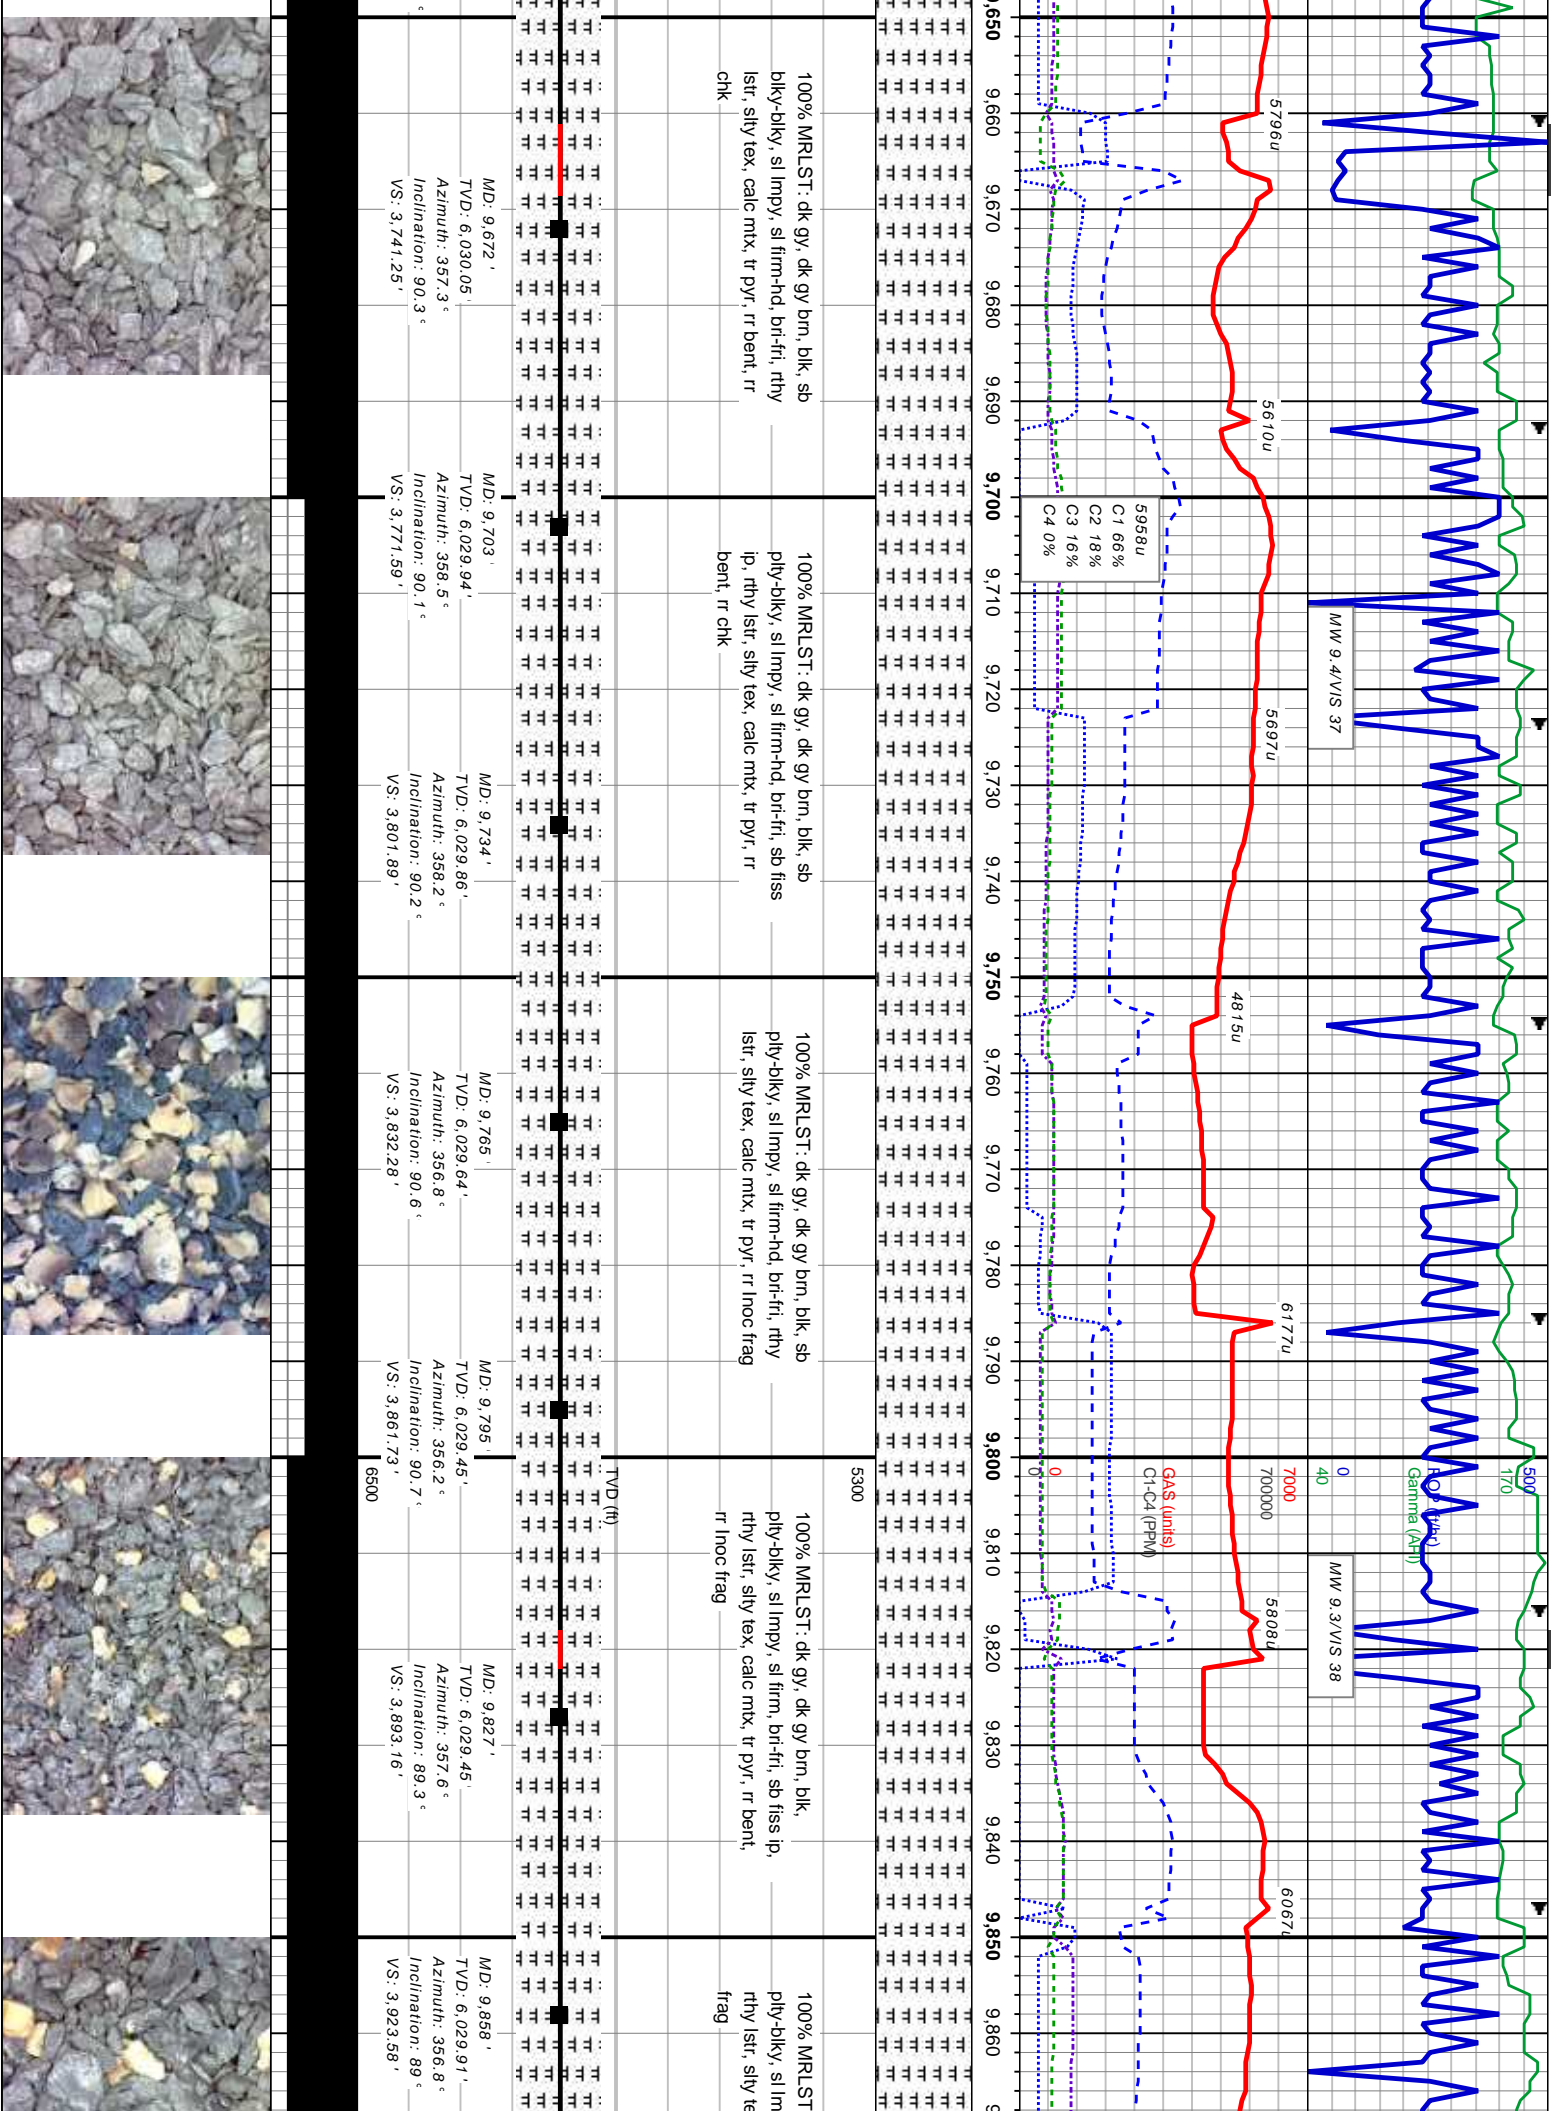 9,660
9,670
9,680
9,690
9,700
9,710
9,720
9,730
9,740
9,750
9,760
9,770
9,780
9,790
9,800
9,810
9,820
9,830
9,840
9,850
9,860
5796u
5610u
5958u
C1 66%
C2 18%
C3 16%
C4 0%
5697u
4815u
6177u
5808u
6067u
MW 9.4/VIS 37
MW 9.3/VIS 38
500
170
ROP (ft/hr)
Gamma (API)
0
40
7000
700000
GAS (units)
C1-C4 (PPM)
0
0
100% MRLST: dk gy, dk gy brn, blk, sb
blky-blky, sl lmpy, sl firm-hd, bri-fri, rthy
lstr, slty tex, calc mtx, tr pyr, rr bent, rr
chk
100% MRLST: dk gy, dk gy brn, blk, sb
plty-blky, sl lmpy, sl firm-hd, bri-fri, sb fiss
ip, rthy lstr, slty tex, calc mtx, tr pyr, rr
bent, rr chk
100% MRLST: dk gy, dk gy brn, blk, sb
plty-blky, sl lmpy, sl firm-hd, bri-fri, rthy
lstr, slty tex, calc mtx, tr pyr, rr Inoc frag
100% MRLST: dk gy, dk gy brn, blk,
plty-blky, sl lmpy, sl firm, bri-fri, sb fiss ip,
rthy lstr, slty tex, calc mtx, tr pyr, rr bent,
rr Inoc frag
100% MRLST
plty-blky, sl lm
rthy lstr, slty te
frag
5300
TVD (ft)
6500
MD: 9,672 '
TVD: 6,030.05 '
Azimuth: 357.3 °
Inclination: 90.3 °
VS: 3,741.25 '
MD: 9,703 '
TVD: 6,029.94 '
Azimuth: 358.5 °
Inclination: 90.1 °
VS: 3,771.59 '
MD: 9,734 '
TVD: 6,029.86 '
Azimuth: 358.2 °
Inclination: 90.2 °
VS: 3,801.89 '
MD: 9,765 '
TVD: 6,029.64 '
Azimuth: 356.8 °
Inclination: 90.6 °
VS: 3,832.28 '
MD: 9,795 '
TVD: 6,029.45 '
Azimuth: 356.2 °
Inclination: 90.7 °
VS: 3,861.73 '
MD: 9,827 '
TVD: 6,029.45 '
Azimuth: 357.6 °
Inclination: 89.3 °
VS: 3,893.16 '
MD: 9,858 '
TVD: 6,029.91 '
Azimuth: 356.8 °
Inclination: 89 °
VS: 3,923.58 '